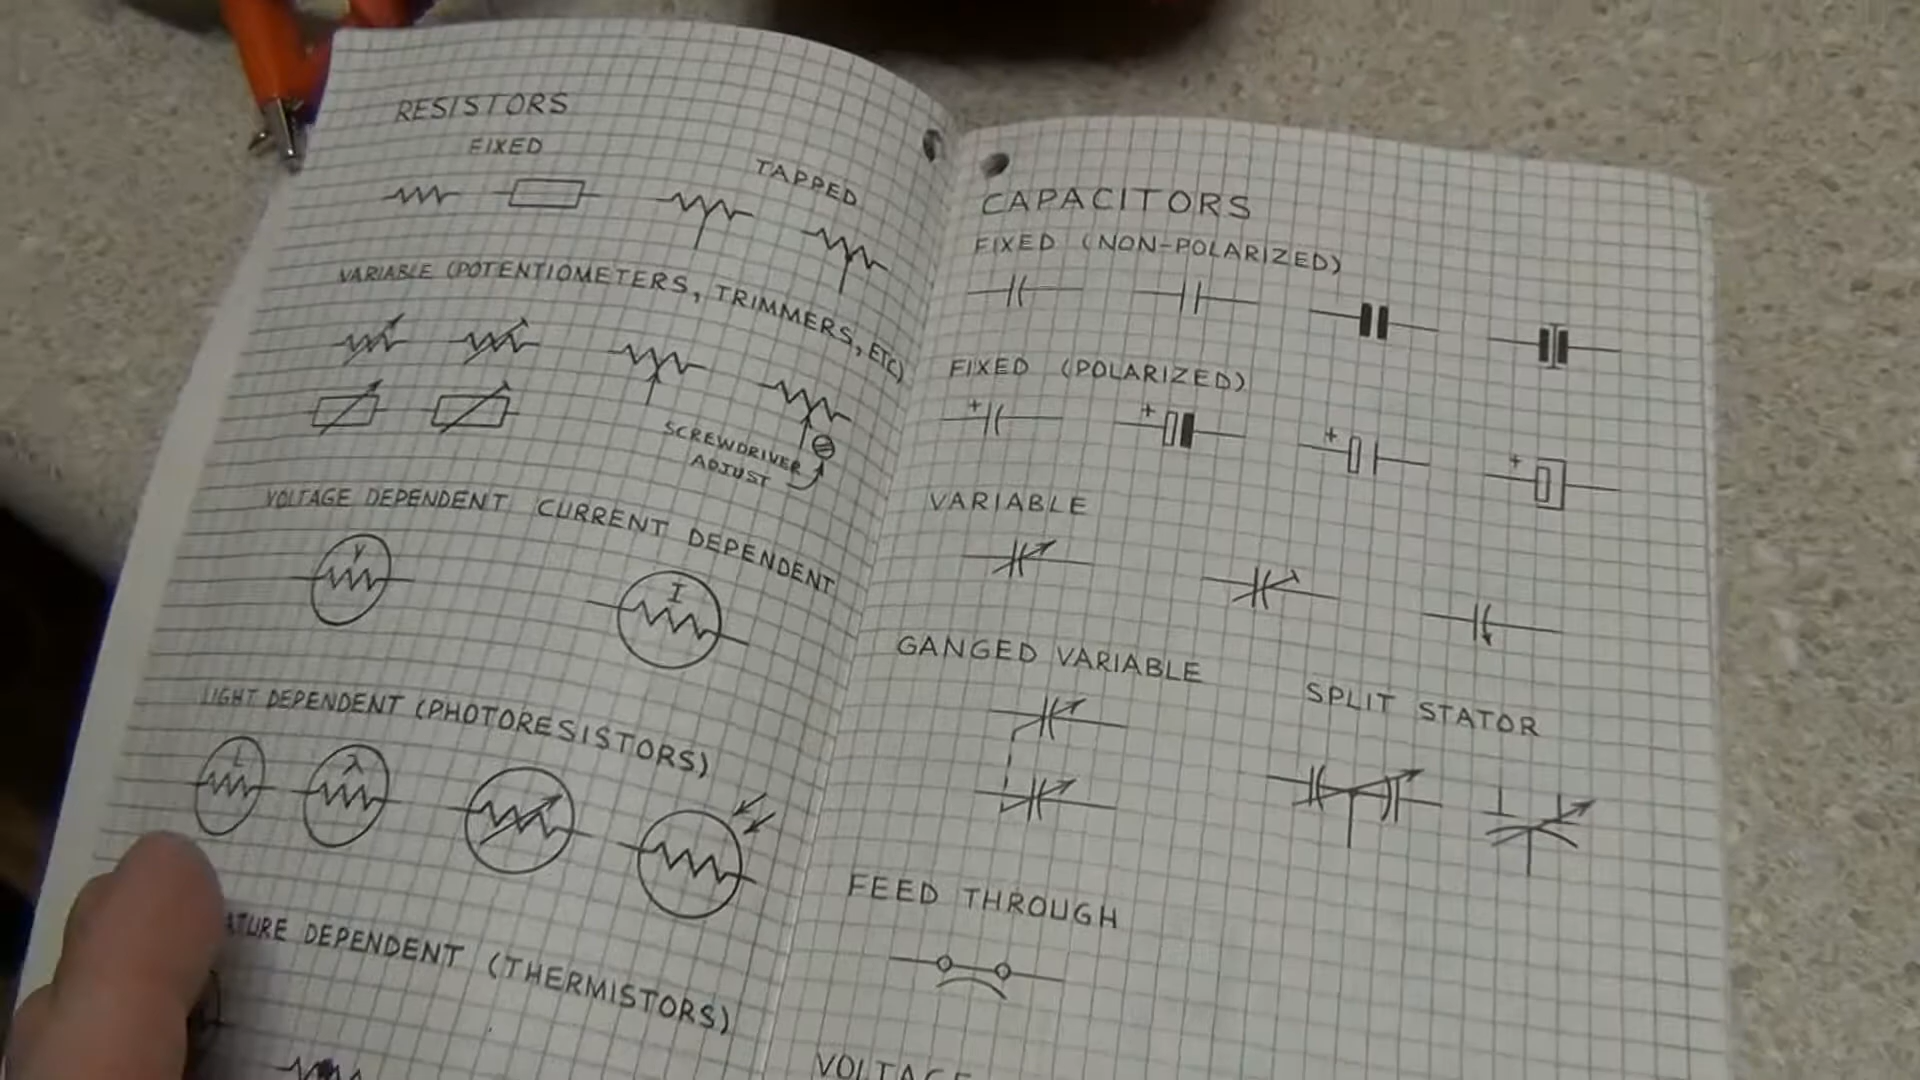 RESISTORS
FIXED
TAPPED
VARIABLE (POTENTIOMETERS, TRIMMERS, ETC)
SCREWDRIVER
ADJUST
VOLTAGE DEPENDENT CURRENT DEPENDENT
V
I
LIGHT DEPENDENT (PHOTORESISTORS)
L
λ
DEPENDENT (THERMISTORS)
CAPACITORS
FIXED (NON-POLARIZED)
FIXED (POLARIZED)
+ + + +
VARIABLE
GANGED VARIABLE
SPLIT STATOR
FEED THROUGH
VOLTAGE